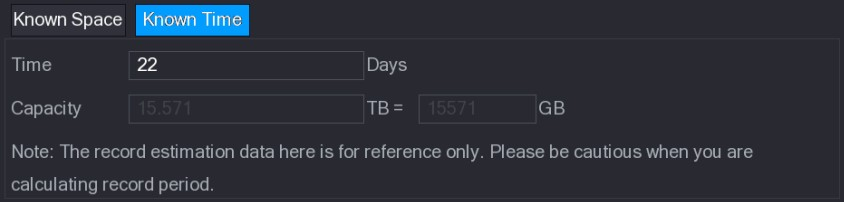 Known Space Known Time
Time 22 Days
Capacity 15.571 TB = 15571 GB
Note: The record estimation data here is for reference only. Please be cautious when you are
calculating record period.